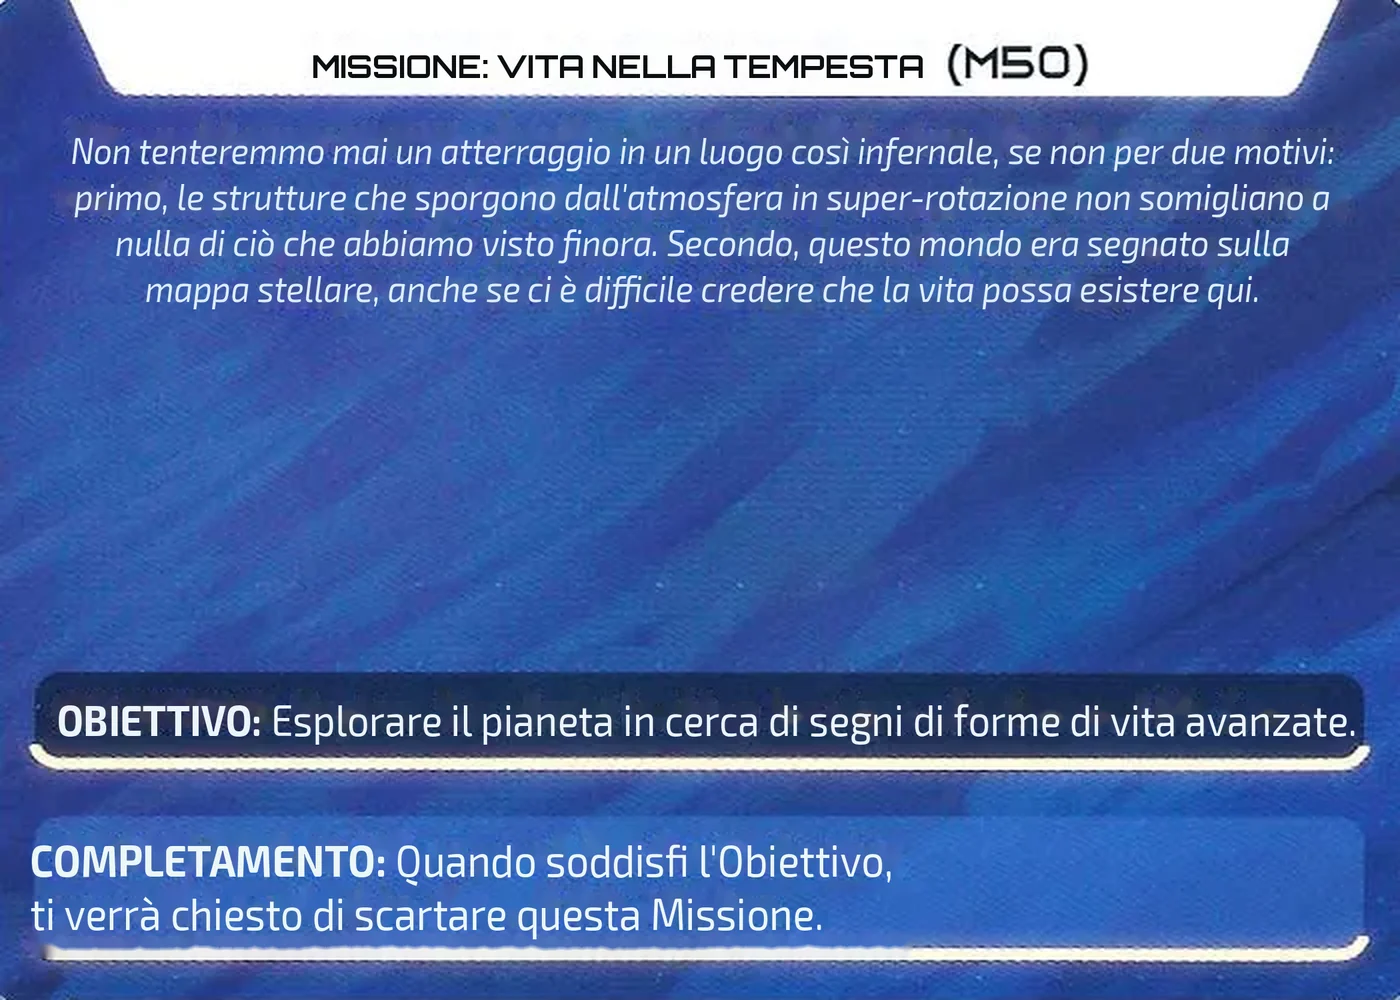 MISSIONE: VITA NELLA TEMPESTA (M50)
Non tenteremmo mai un atterraggio in un luogo così infernale, se non per due motivi:
primo, le strutture che sporgono dall'atmosfera in super-rotazione non somigliano a
nulla di ciò che abbiamo visto finora. Secondo, questo mondo era segnato sulla
mappa stellare, anche se ci è difficile credere che la vita possa esistere qui.
OBIETTIVO: Esplorare il pianeta in cerca di segni di forme di vita avanzate.
COMPLETAMENTO: Quando soddisfi l'Obiettivo,
ti verrà chiesto di scartare questa Missione.